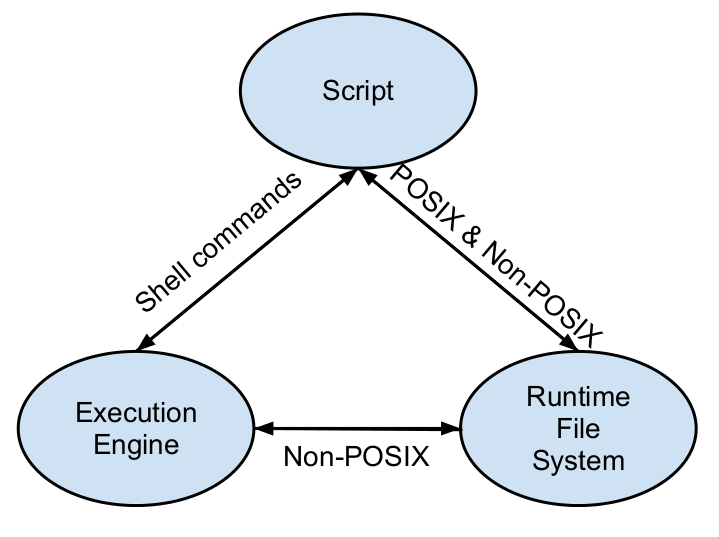 Script
Shell commands
POSIX & Non-POSIX
Execution
Engine
Non-POSIX
Runtime
File
System